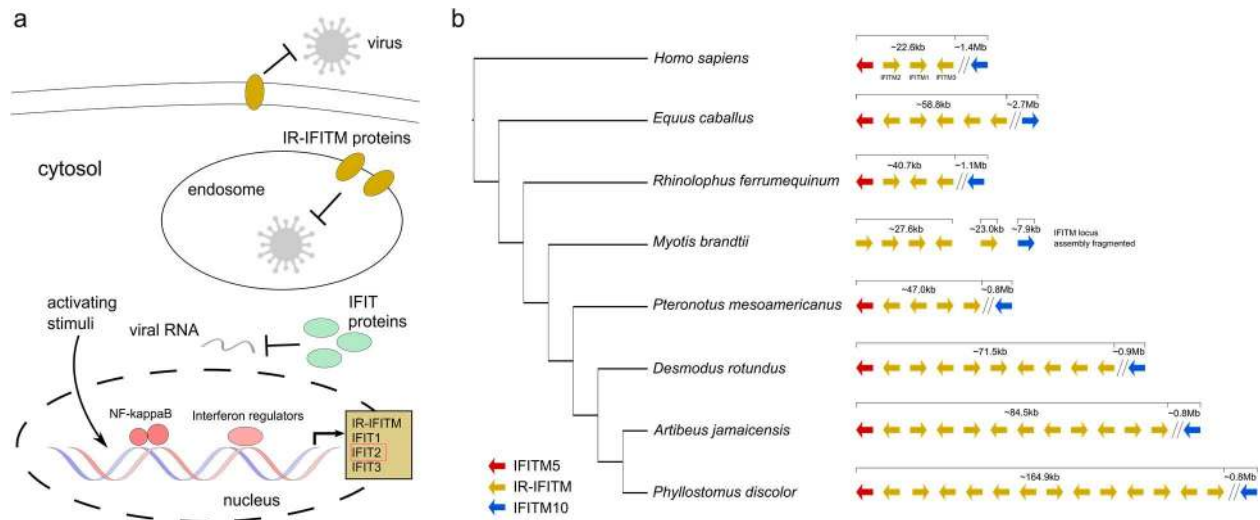 a
virus
IR-IFITM proteins
cytosol
endosome
activating
stimuli
viral RNA
IFIT
proteins
NF-kappaB
Interferon regulators
IR-IFITM
IFIT1
IFIT2
IFIT3
nucleus
b
Homo sapiens
~22.6kb
~1.4Mb
IFITM2
IFITM1
IFITM3
Equus caballus
~58.8kb
~2.7Mb
Rhinolophus ferrumequinum
~40.7kb
~1.1Mb
Myotis brandtii
~27.6kb
~23.0kb
~7.9kb
IFITM locus
assembly fragmented
Pteronotus mesoamericanus
~47.0kb
~0.8Mb
Desmodus rotundus
~71.5kb
~0.9Mb
Artibeus jamaicensis
~84.5kb
~0.8Mb
Phyllostomus discolor
~164.9kb
~0.8Mb
IFITM5
IR-IFITM
IFITM10